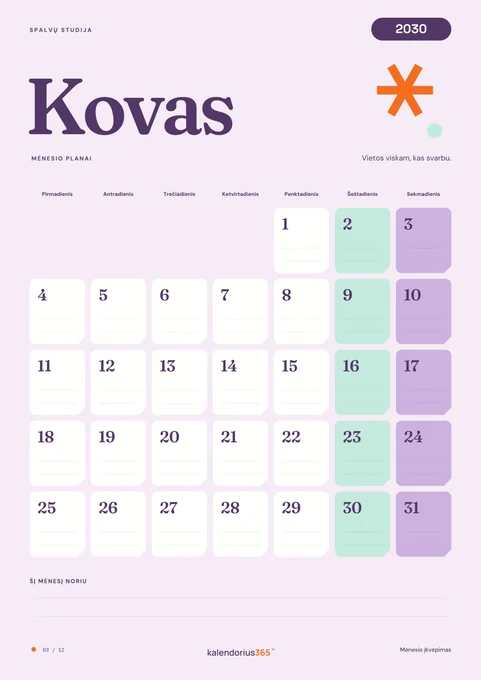 SPALVŲ STUDIJA
2030
Kovas
MĖNESIO PLANAI
Vietos viskam, kas svarbu.
Pirmadienis Antradienis Trečiadienis Ketvirtadienis Penktadienis Šeštadienis Sekmadienis
1 2 3
4 5 6 7 8 9 10
11 12 13 14 15 16 17
18 19 20 21 22 23 24
25 26 27 28 29 30 31
ŠĮ MĖNESĮ NORIU
03 / 12
kalendorius365™
Mėnesio įkvėpimas